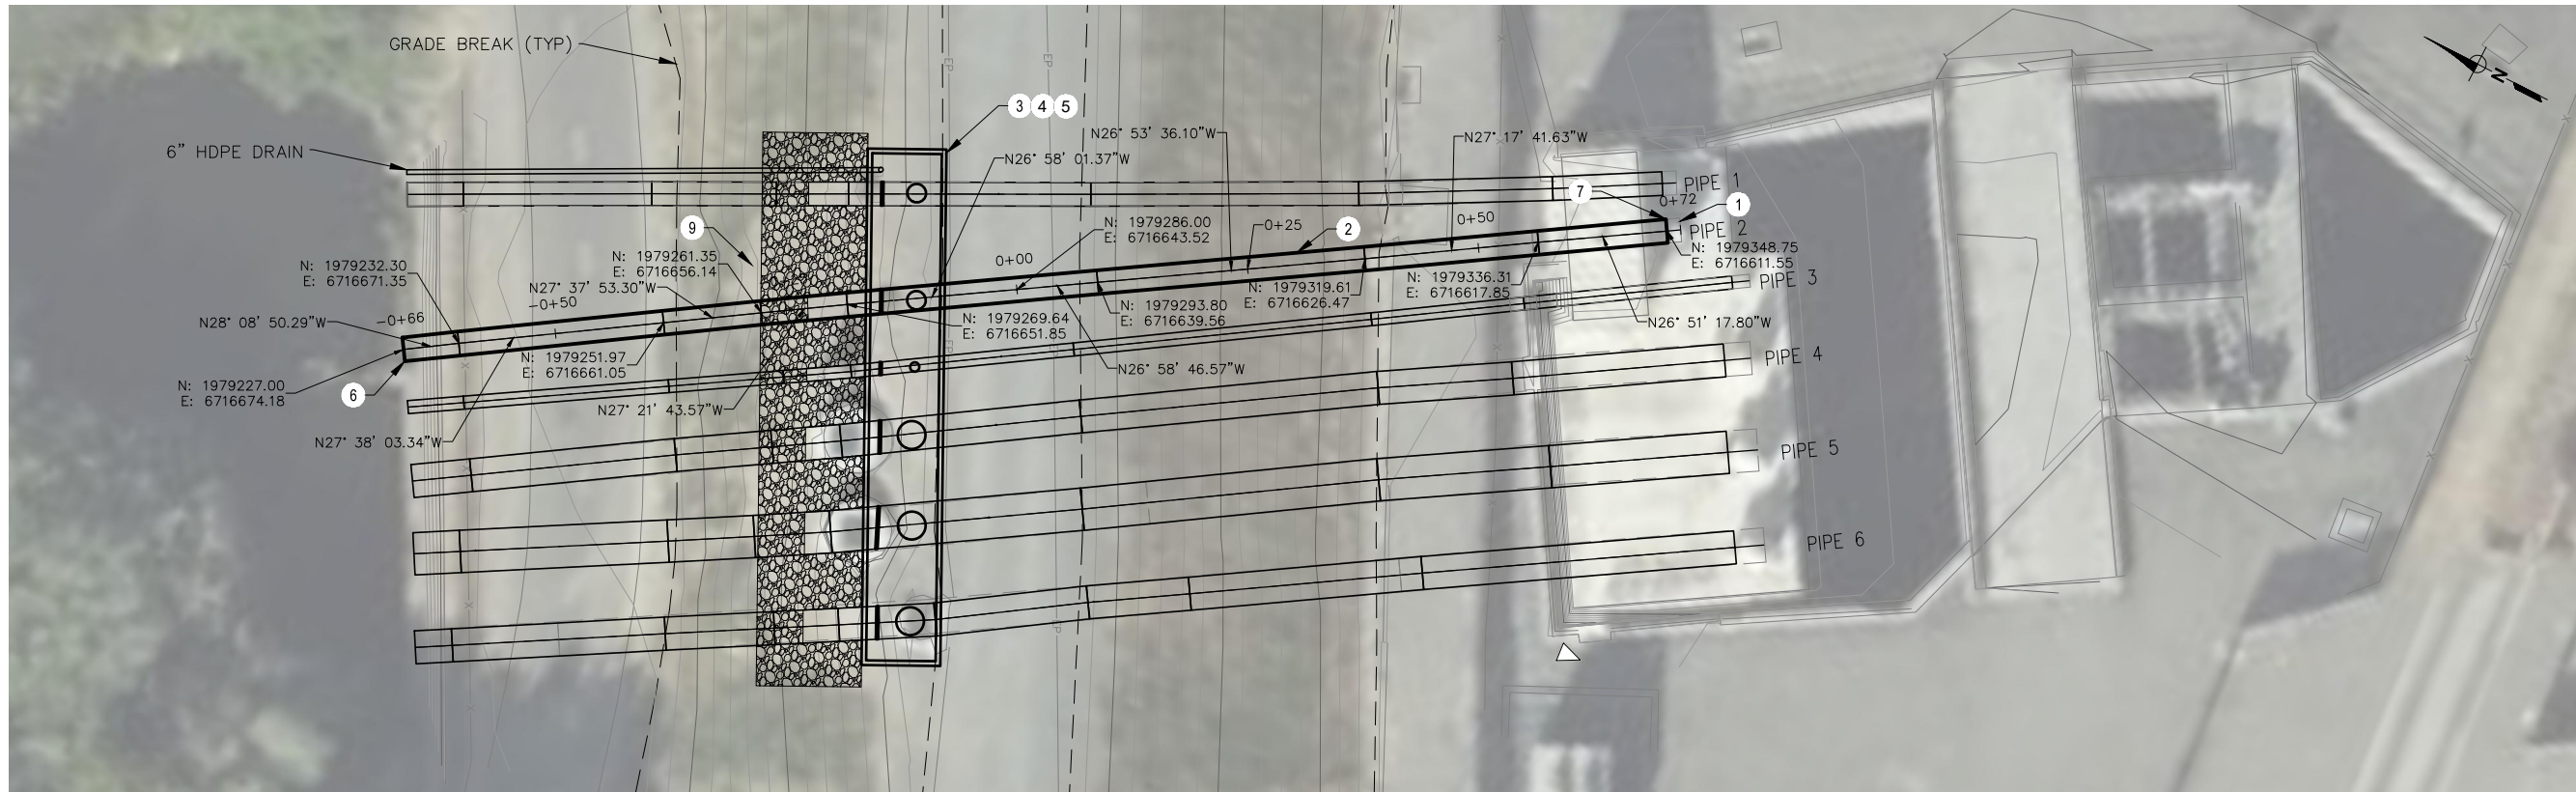 GRADE BREAK (TYP)
EP
EP
3 4 5
6" HDPE DRAIN
N26° 53' 36.10"W
N27° 17' 41.63"W
N26° 58' 01.37"W
N
PIPE 1
7
0+72
1
9
N: 1979286.00
E: 6716643.52
0+25
2
0+50
PIPE 2
N: 1979348.75
E: 6716611.55
N: 1979232.30
E: 6716671.35
N: 1979261.35
E: 6716656.14
0+00
N: 1979336.31
E: 6716617.85
PIPE 3
N27° 37' 53.30"W
-0+50
N: 1979319.61
E: 6716626.47
N: 1979293.80
E: 6716639.56
N: 1979269.64
E: 6716651.85
N28° 08' 50.29"W
-0+66
N26° 51' 17.80"W
N: 1979251.97
E: 6716661.05
N26° 58' 46.57"W
PIPE 4
N: 1979227.00
E: 6716674.18
6
N27° 21' 43.57"W
N27° 38' 03.34"W
PIPE 5
PIPE 6
EP